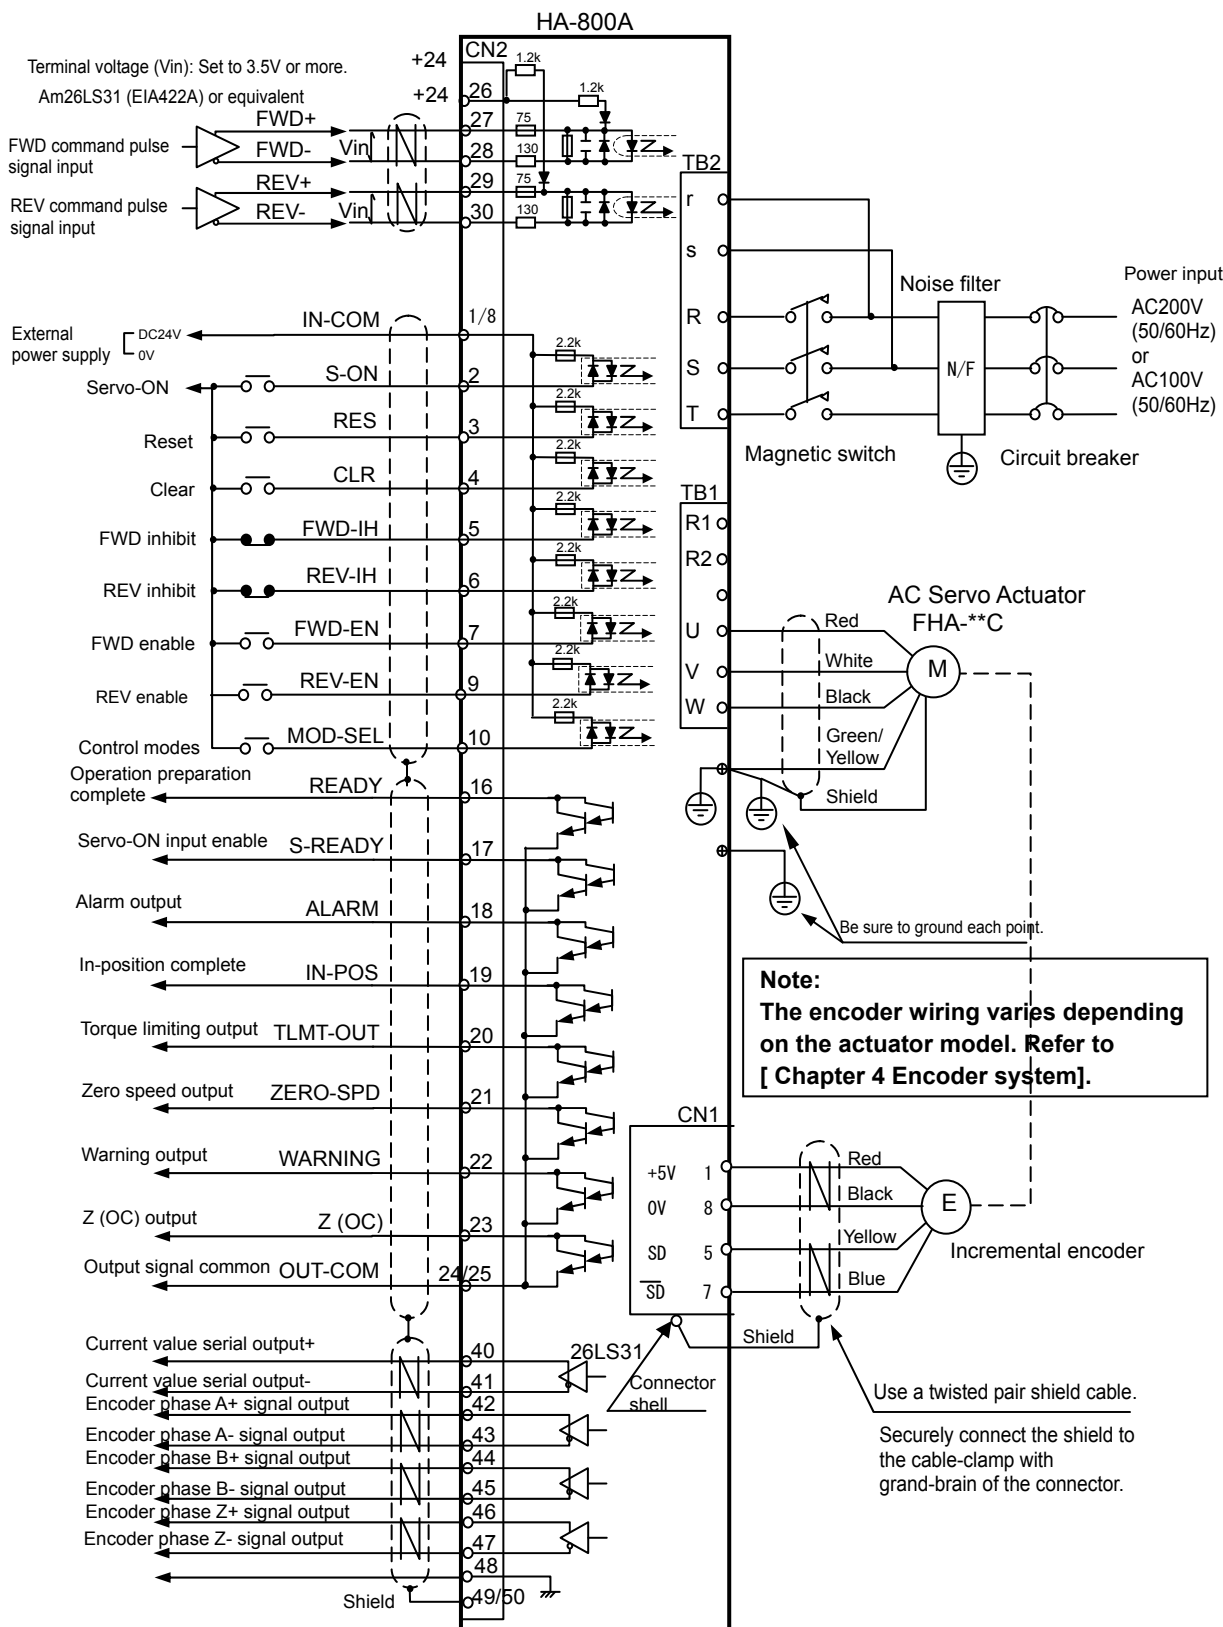 HA-800A
CN2
Terminal voltage (Vin): Set to 3.5V or more.
Am26LS31 (EIA422A) or equivalent
+24
1.2k
+24
26
1.2k
FWD command pulse
signal input
FWD+
FWD-
Vin
27
75
28
130
REV command pulse
signal input
REV+
REV-
Vin
29
75
30
130
External
power supply
DC24V
0V
IN-COM
1/8
2.2k
Servo-ON
S-ON
2
2.2k
Reset
RES
3
2.2k
Clear
CLR
4
2.2k
FWD inhibit
FWD-IH
5
2.2k
REV inhibit
REV-IH
6
2.2k
FWD enable
FWD-EN
7
2.2k
REV enable
REV-EN
9
2.2k
Control modes
MOD-SEL
10
Operation preparation
complete
READY
16
Servo-ON input enable
S-READY
17
Alarm output
ALARM
18
In-position complete
IN-POS
19
Torque limiting output
TLMT-OUT
20
Zero speed output
ZERO-SPD
21
Warning output
WARNING
22
Z (OC) output
Z (OC)
23
Output signal common
OUT-COM
24/25
Current value serial output+
40
Current value serial output-
41
Encoder phase A+ signal output
42
Encoder phase A- signal output
43
Encoder phase B+ signal output
44
Encoder phase B- signal output
45
Encoder phase Z+ signal output
46
Encoder phase Z- signal output
47
48
Shield
49/50
26LS31
TB2
r
s
R
S
T
Magnetic switch
Noise filter
N/F
Circuit breaker
Power input
AC200V
(50/60Hz)
or
AC100V
(50/60Hz)
TB1
R1
R2
U
V
W
AC Servo Actuator
FHA-**C
Red
White
Black
Green/
Yellow
Shield
M
Be sure to ground each point.
Note:
The encoder wiring varies depending
on the actuator model. Refer to
[ Chapter 4 Encoder system].
CN1
+5V 1
0V 8
SD 5
SD 7
Red
Black
Yellow
Blue
E
Incremental encoder
Shield
Connector
shell
Use a twisted pair shield cable.
Securely connect the shield to
the cable-clamp with
grand-brain of the connector.